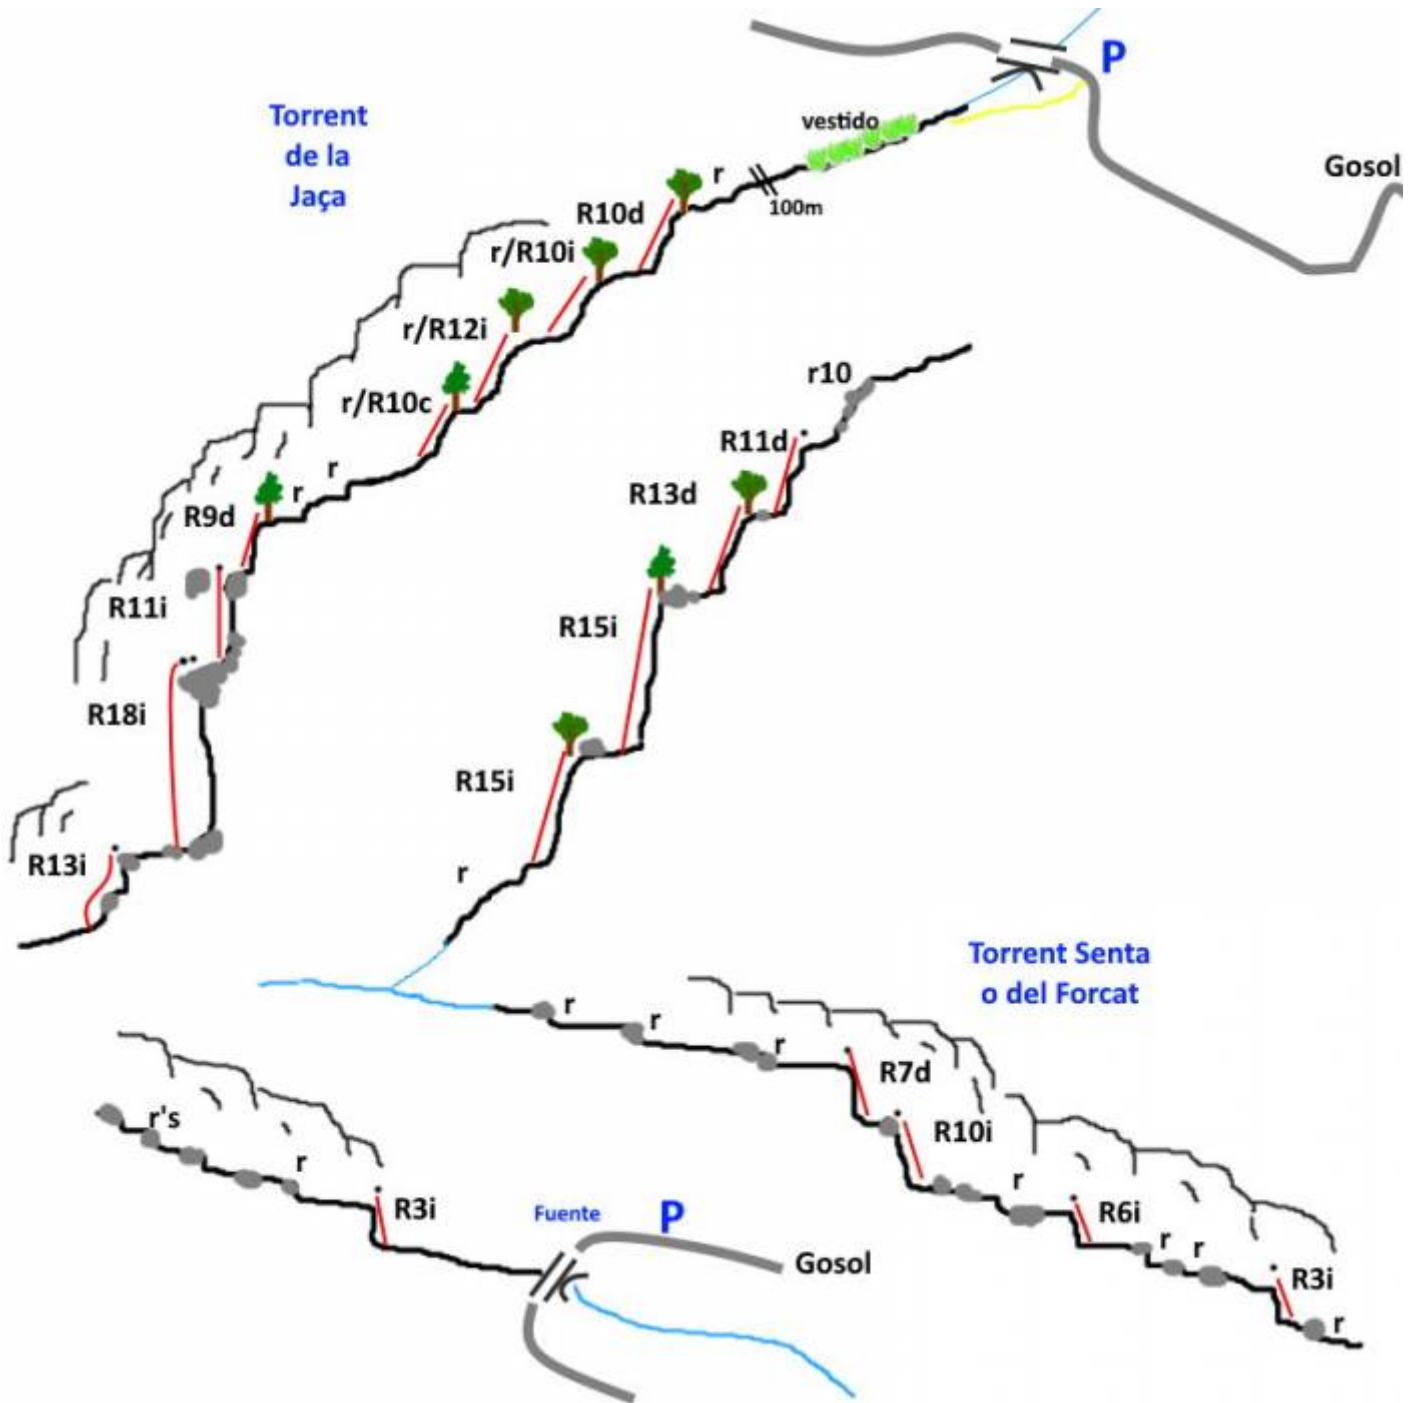 P
Torrent
de la
Jaça
vestido
Gosol
100m
r
R10d
r/R10i
r/R12i
r/R10c
r
r
R9d
R11i
R18i
R13i
r10
R11d
R13d
R15i
R15i
r
Torrent Senta
o del Forcat
r
r
r
R7d
R10i
r
R6i
r
r
R3i
r
r's
r
R3i
Fuente
P
Gosol